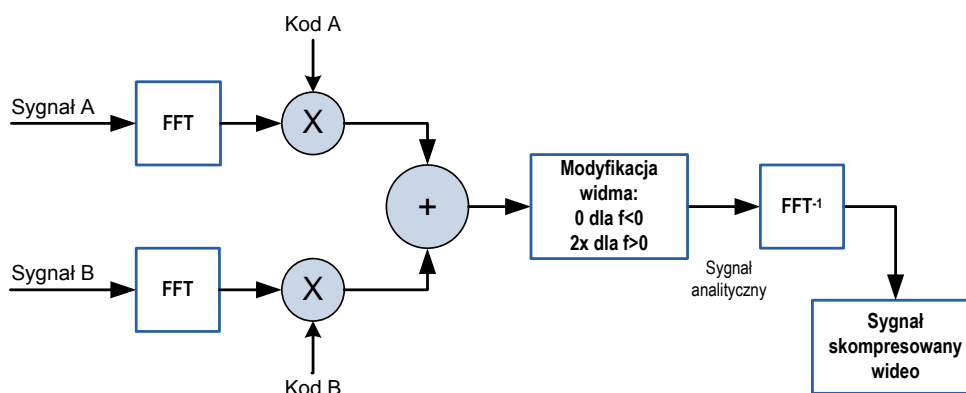 Kod A
Sygnał A
FFT
X
Modyfikacja
widma:
0 dla f<0
2x dla f>0
FFT-1
+
Sygnał
analityczny
Sygnał B
FFT
X
Kod B
Sygnał
skompresowany
wideo